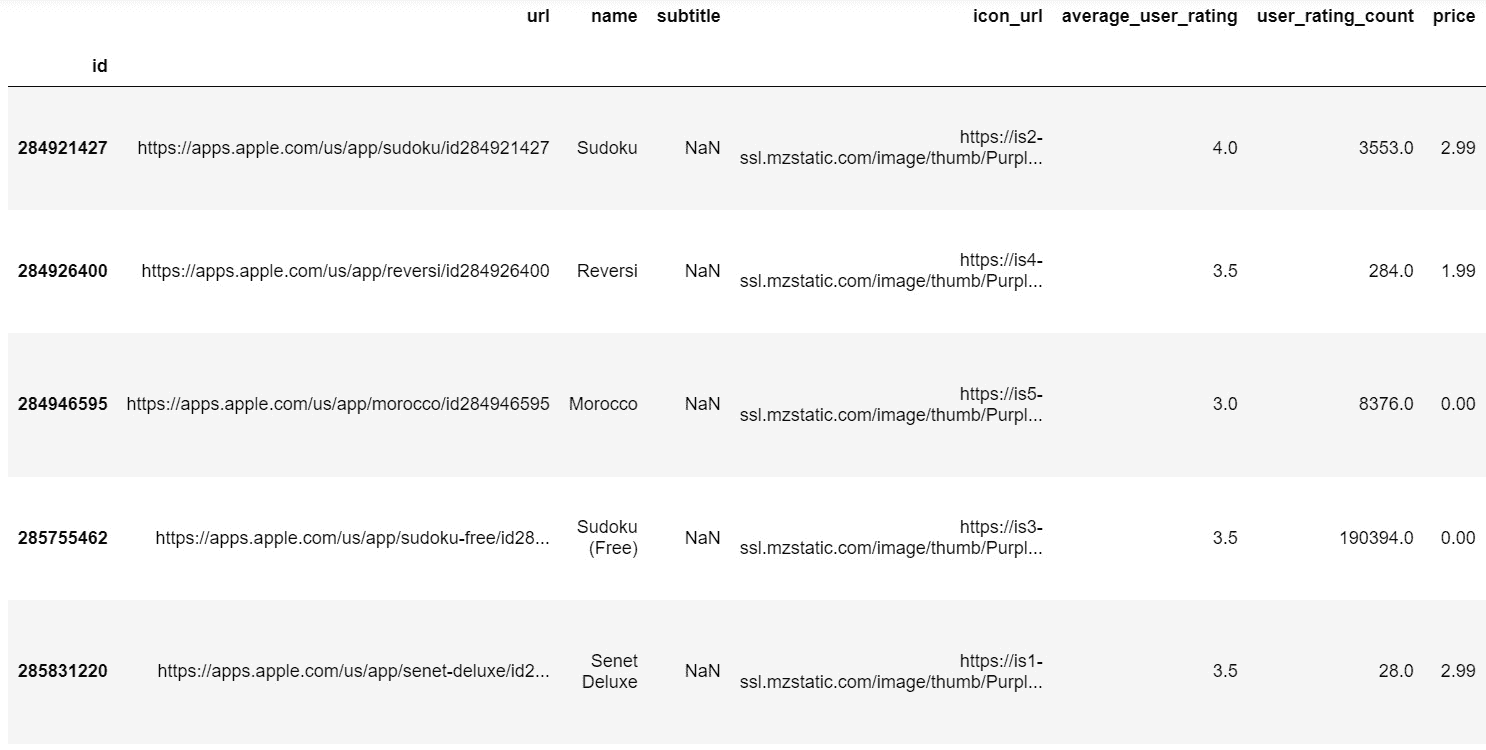 url name subtitle icon_url average_user_rating user_rating_count price
id
284921427 https://apps.apple.com/us/app/sudoku/id284921427 Sudoku NaN https://is2-
ssl.mzstatic.com/image/thumb/Purpl... 4.0 3553.0 2.99
284926400 https://apps.apple.com/us/app/reversi/id284926400 Reversi NaN https://is4-
ssl.mzstatic.com/image/thumb/Purpl... 3.5 284.0 1.99
284946595 https://apps.apple.com/us/app/morocco/id284946595 Morocco NaN https://is5-
ssl.mzstatic.com/image/thumb/Purpl... 3.0 8376.0 0.00
285755462 https://apps.apple.com/us/app/sudoku-free/id28... Sudoku
(Free) NaN https://is3-
ssl.mzstatic.com/image/thumb/Purpl... 3.5 190394.0 0.00
285831220 https://apps.apple.com/us/app/senet-deluxe/id2... Senet
Deluxe NaN https://is1-
ssl.mzstatic.com/image/thumb/Purpl... 3.5 28.0 2.99